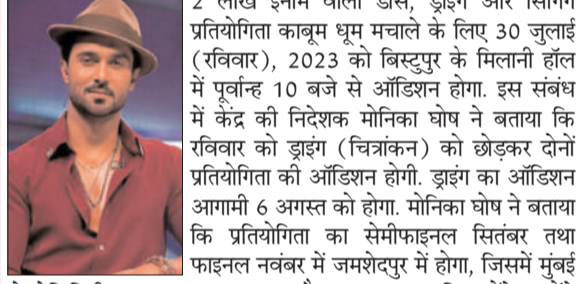 2 लाख इनाम वाली डांस, ड्राइंग और सिंगिंग
प्रतियोगिता काबूम धूम मचाले के लिए 30 जुलाई
(रविवार), 2023 को बिस्टुपुर के मिलानी हॉल
में पूर्वान्ह 10 बजे से ऑडिशन होगा. इस संबंध
में केंद्र की निदेशक मोनिका घोष ने बताया कि
रविवार को ड्राइंग (चित्रांकन) को छोड़कर दोनों
प्रतियोगिता की ऑडिशन होगी. ड्राइंग का ऑडिशन
आगामी 6 अगस्त को होगा. मोनिका घोष ने बताया
कि प्रतियोगिता का सेमीफाइनल सितंबर तथा
फाइनल नवंबर में जमशेदपुर में होगा, जिसमें मुंबई